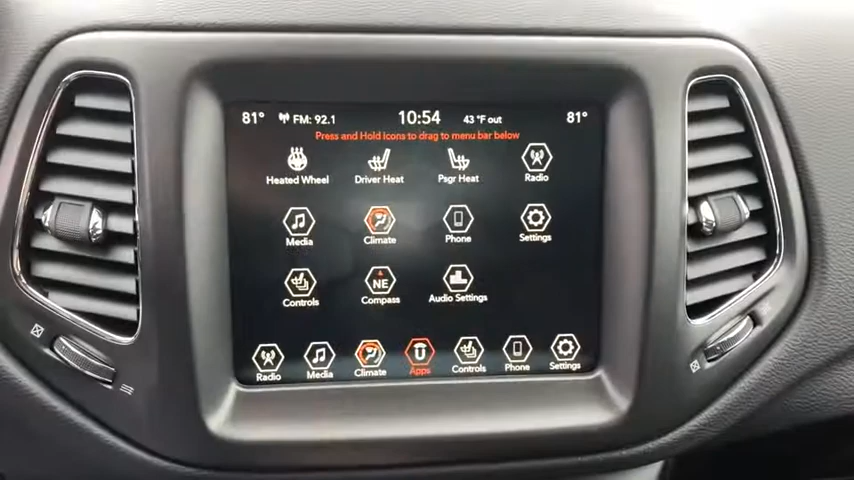 81° FM: 92.1 10:54 43 °F out 81°
Press and Hold icons to drag to menu bar below
Heated Wheel Driver Heat Psgr Heat Radio
Media Climate Phone Settings
NE
Controls Compass Audio Settings
Radio Media Climate Apps Controls Phone Settings